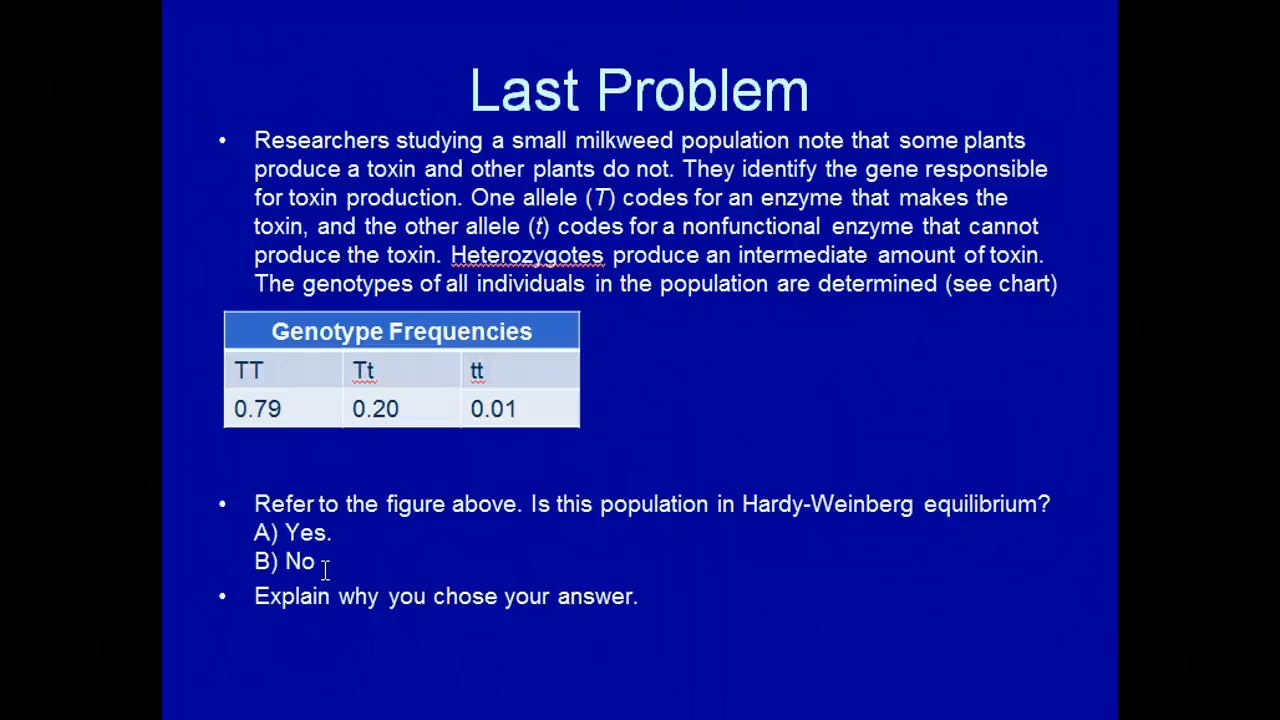 Last Problem
• Researchers studying a small milkweed population note that some plants
produce a toxin and other plants do not. They identify the gene responsible
for toxin production. One allele (T) codes for an enzyme that makes the
toxin, and the other allele (t) codes for a nonfunctional enzyme that cannot
produce the toxin. Heterozygotes produce an intermediate amount of toxin.
The genotypes of all individuals in the population are determined (see chart)
Genotype Frequencies
TT Tt tt
0.79 0.20 0.01
• Refer to the figure above. Is this population in Hardy-Weinberg equilibrium?
A) Yes.
B) No
• Explain why you chose your answer.